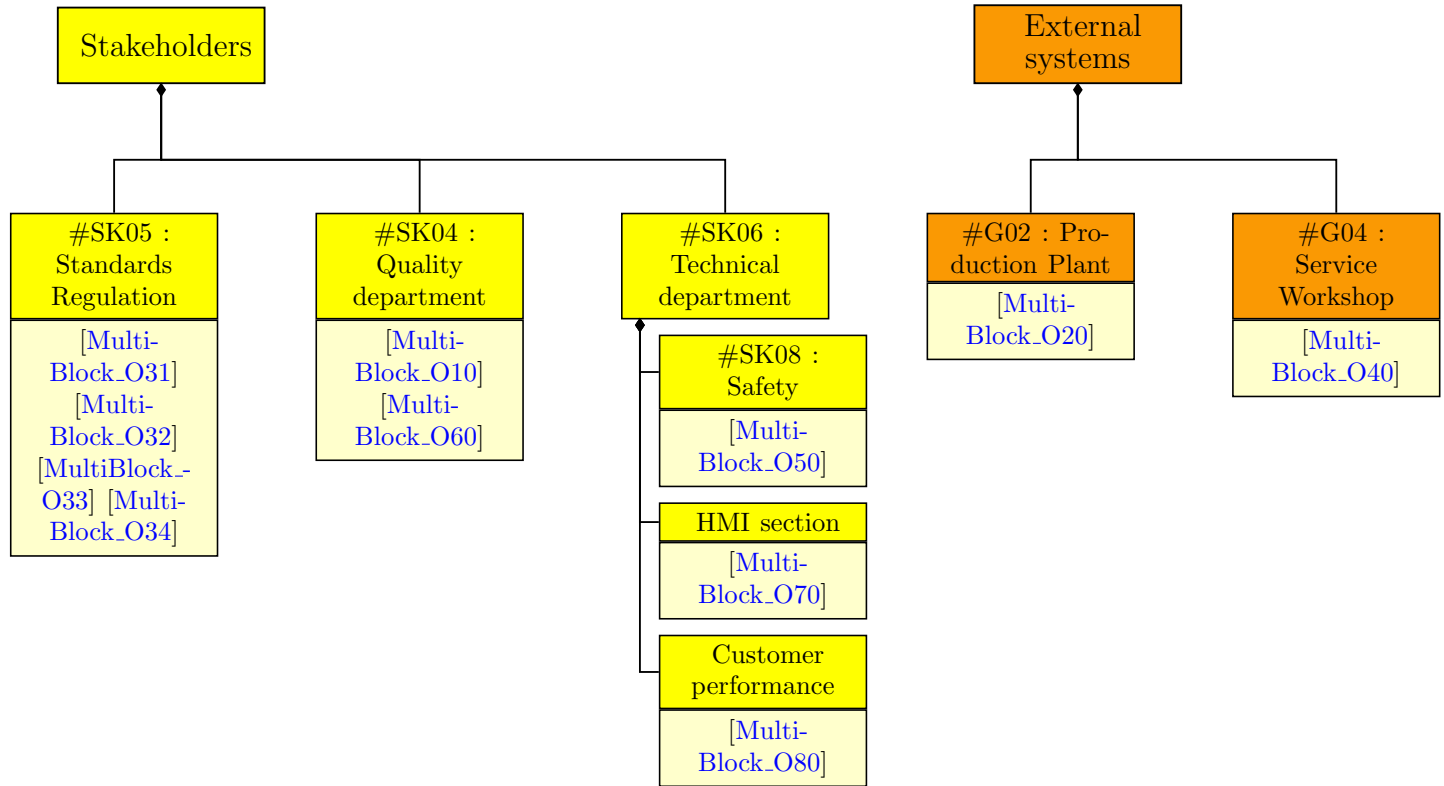 Stakeholders
External
systems
#SK05 :
Standards
Regulation
[Multi-
Block_O31]
[Multi-
Block_O32]
[MultiBlock_-
O33] [Multi-
Block_O34]
#SK04 :
Quality
department
[Multi-
Block_O10]
[Multi-
Block_O60]
#SK06 :
Technical
department
#SK08 :
Safety
[Multi-
Block_O50]
HMI section
[Multi-
Block_O70]
Customer
performance
[Multi-
Block_O80]
#G02 : Pro-
duction Plant
[Multi-
Block_O20]
#G04 :
Service
Workshop
[Multi-
Block_O40]